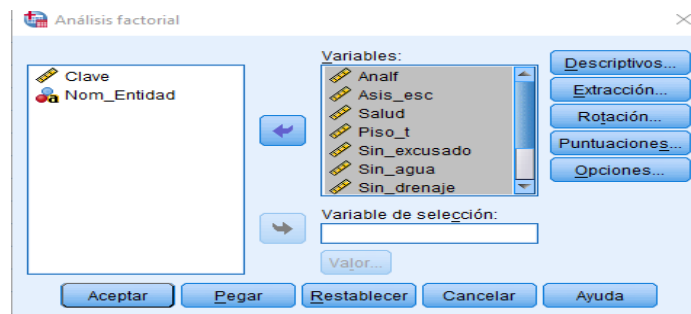 Análisis factorial
Clave
Nom_Entidad
Variables:
Analf
Asis_esc
Salud
Piso_t
Sin_excusado
Sin_agua
Sin_drenaje
Variable de selección:
Valor...
Descriptivos...
Extracción...
Rotación...
Puntuaciones...
Opciones...
Aceptar
Pegar
Restablecer
Cancelar
Ayuda